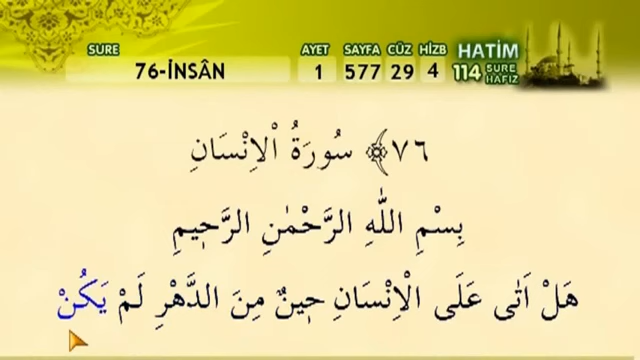 SÛRE AYET SAYFA CÜZ HİZB HATİM
76-İNSÂN 1 577 29 4 114 SURE HAFIZ
﴿٧٦ سُورَةُ الْاِنْسَانِ
بِسْمِ اللّٰهِ الرَّحْمٰنِ الرَّح۪يمِ
هَلْ اَتٰى عَلَى الْاِنْسَانِ ح۪ينٌ مِنَ الدَّهْرِ لَمْ يَكُنْ